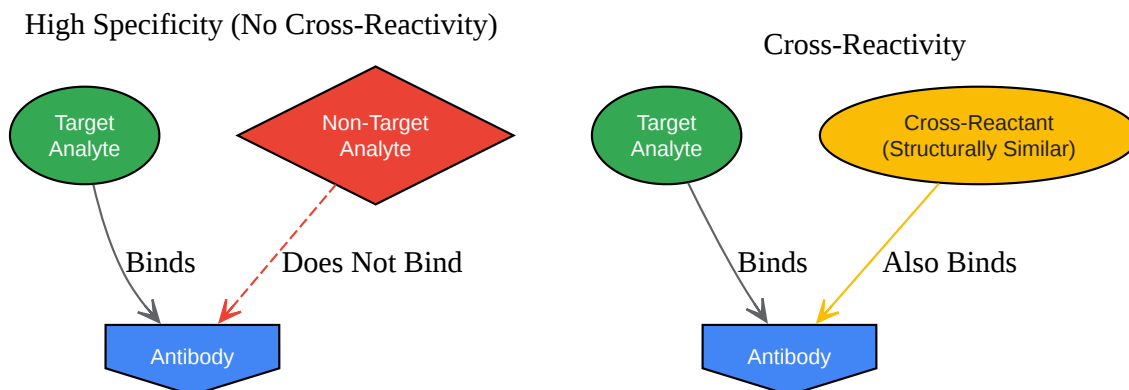 High Specificity (No Cross-Reactivity)
Target
Analyte
Non-Target
Analyte
Binds
Does Not Bind
Antibody
Cross-Reactivity
Target
Analyte
Cross-Reactant
(Structurally Similar)
Binds
Also Binds
Antibody